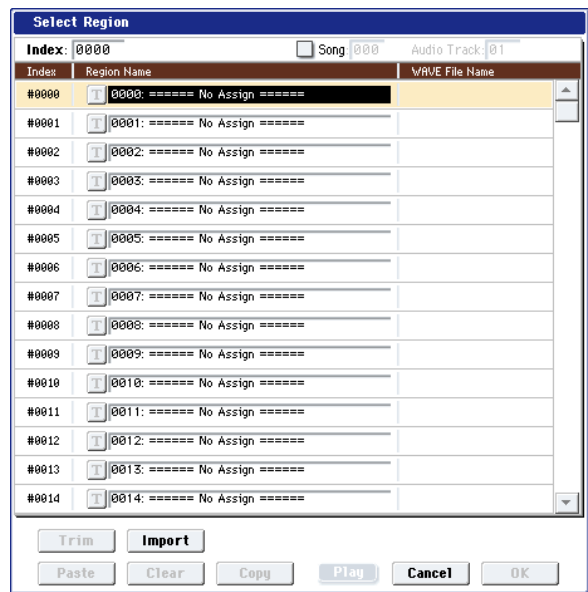 Select Region
Index: 0000 Song 000 Audio Track: 01
Index Region Name WAVE File Name
#0000 T 0000: ====== No Assign ======
#0001 T 0001: ====== No Assign ======
#0002 T 0002: ====== No Assign ======
#0003 T 0003: ====== No Assign ======
#0004 T 0004: ====== No Assign ======
#0005 T 0005: ====== No Assign ======
#0006 T 0006: ====== No Assign ======
#0007 T 0007: ====== No Assign ======
#0008 T 0008: ====== No Assign ======
#0009 T 0009: ====== No Assign ======
#0010 T 0010: ====== No Assign ======
#0011 T 0011: ====== No Assign ======
#0012 T 0012: ====== No Assign ======
#0013 T 0013: ====== No Assign ======
#0014 T 0014: ====== No Assign ======
Trim Import
Paste Clear Copy Play Cancel OK